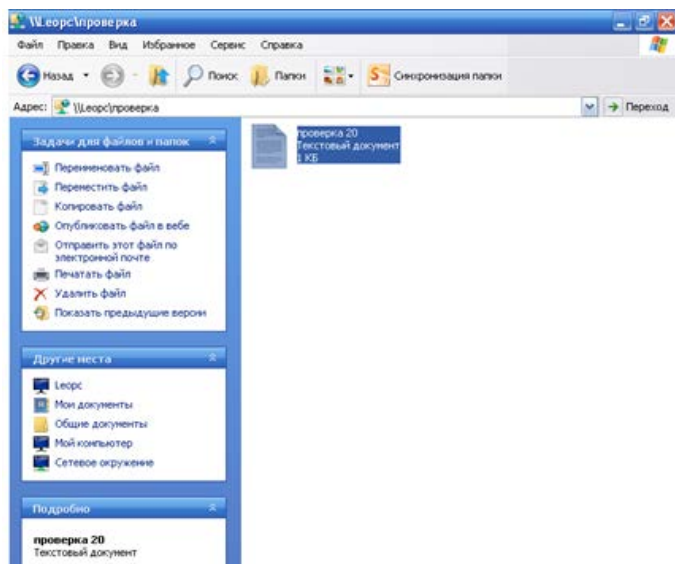 \\Leopc\проверка
Файл Правка Вид Избранное Сервис Справка
Назад Поиск Папки Синхронизация папки
Адрес: \\Leopc\проверка Переход
Задачи для файлов и папок
Переименовать файл
Переместить файл
Копировать файл
Опубликовать файл в вебе
Отправить этот файл по
электронной почте
Печатать файл
Удалить файл
Показать предыдущие версии
Другие места
Leopc
Мои документы
Общие документы
Мой компьютер
Сетевое окружение
Подробно
проверка 20
Текстовый документ
проверка 20
Текстовый документ
1 КБ